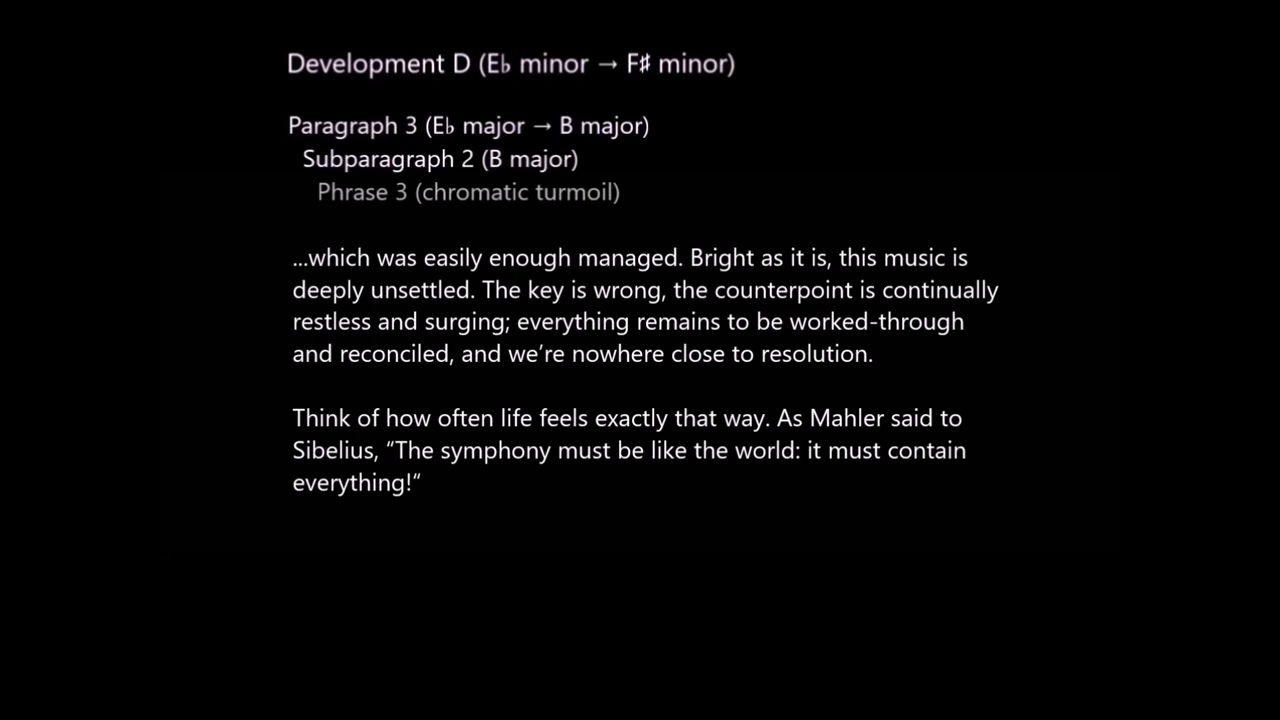 Development D (E♭ minor → F♯ minor)
Paragraph 3 (E♭ major → B major)
Subparagraph 2 (B major)
Phrase 3 (chromatic turmoil)
...which was easily enough managed. Bright as it is, this music is
deeply unsettled. The key is wrong, the counterpoint is continually
restless and surging; everything remains to be worked-through
and reconciled, and we’re nowhere close to resolution.
Think of how often life feels exactly that way. As Mahler said to
Sibelius, “The symphony must be like the world: it must contain
everything!“